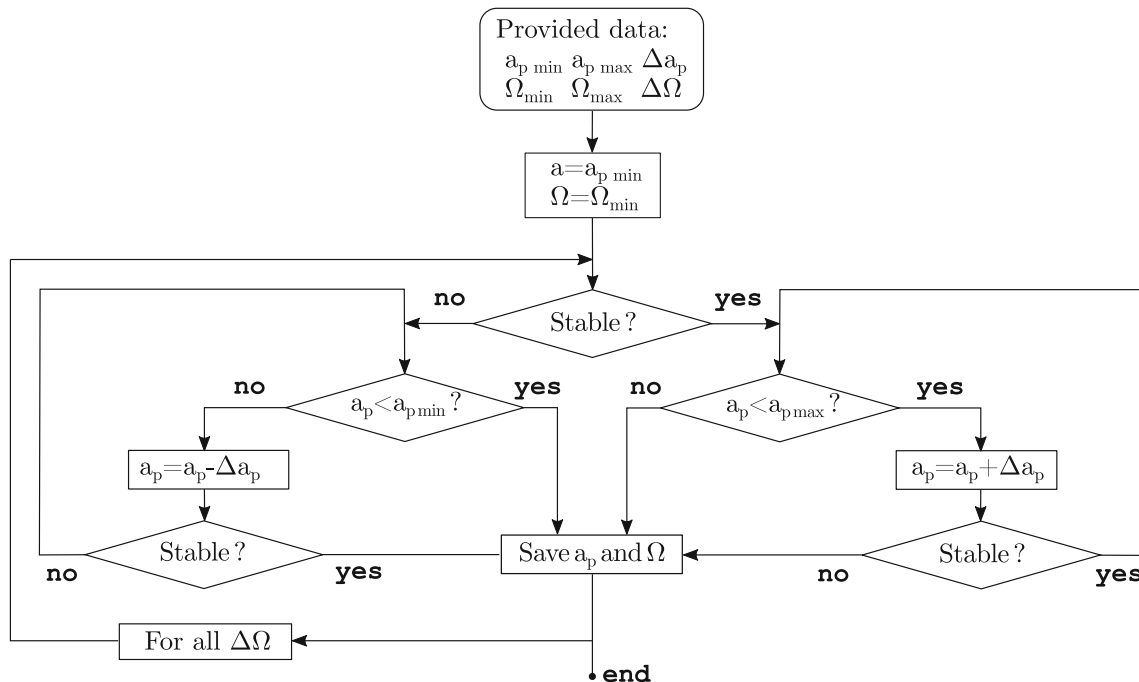 Provided data:
a_p min a_p max Δa_p
Ω_min Ω_max ΔΩ
a=a_p min
Ω=Ω_min
no
Stable?
yes
no
a_p<a_p min?
yes
no
a_p<a_p max?
yes
a_p=a_p-Δa_p
a_p=a_p+Δa_p
Stable?
no
yes
Save a_p and Ω
Stable?
no
yes
For all ΔΩ
end